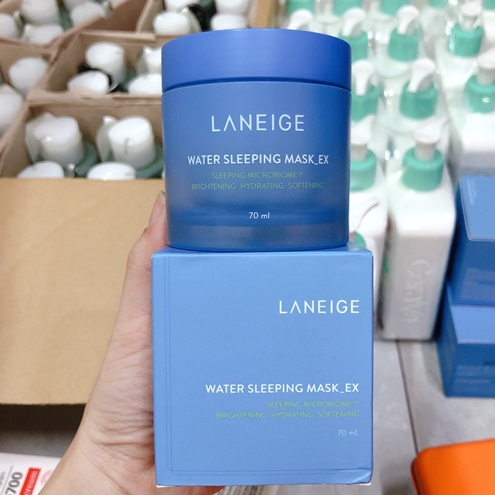 LANEIGE
WATER SLEEPING MASK_EX
SLEEPING MICROBIOME™
BRIGHTENING · HYDRATING · SOFTENING
70 ml
LANEIGE
WATER SLEEPING MASK_EX
SLEEPING MICROBIOME™
BRIGHTENING · HYDRATING · SOFTENING
70 mL
700